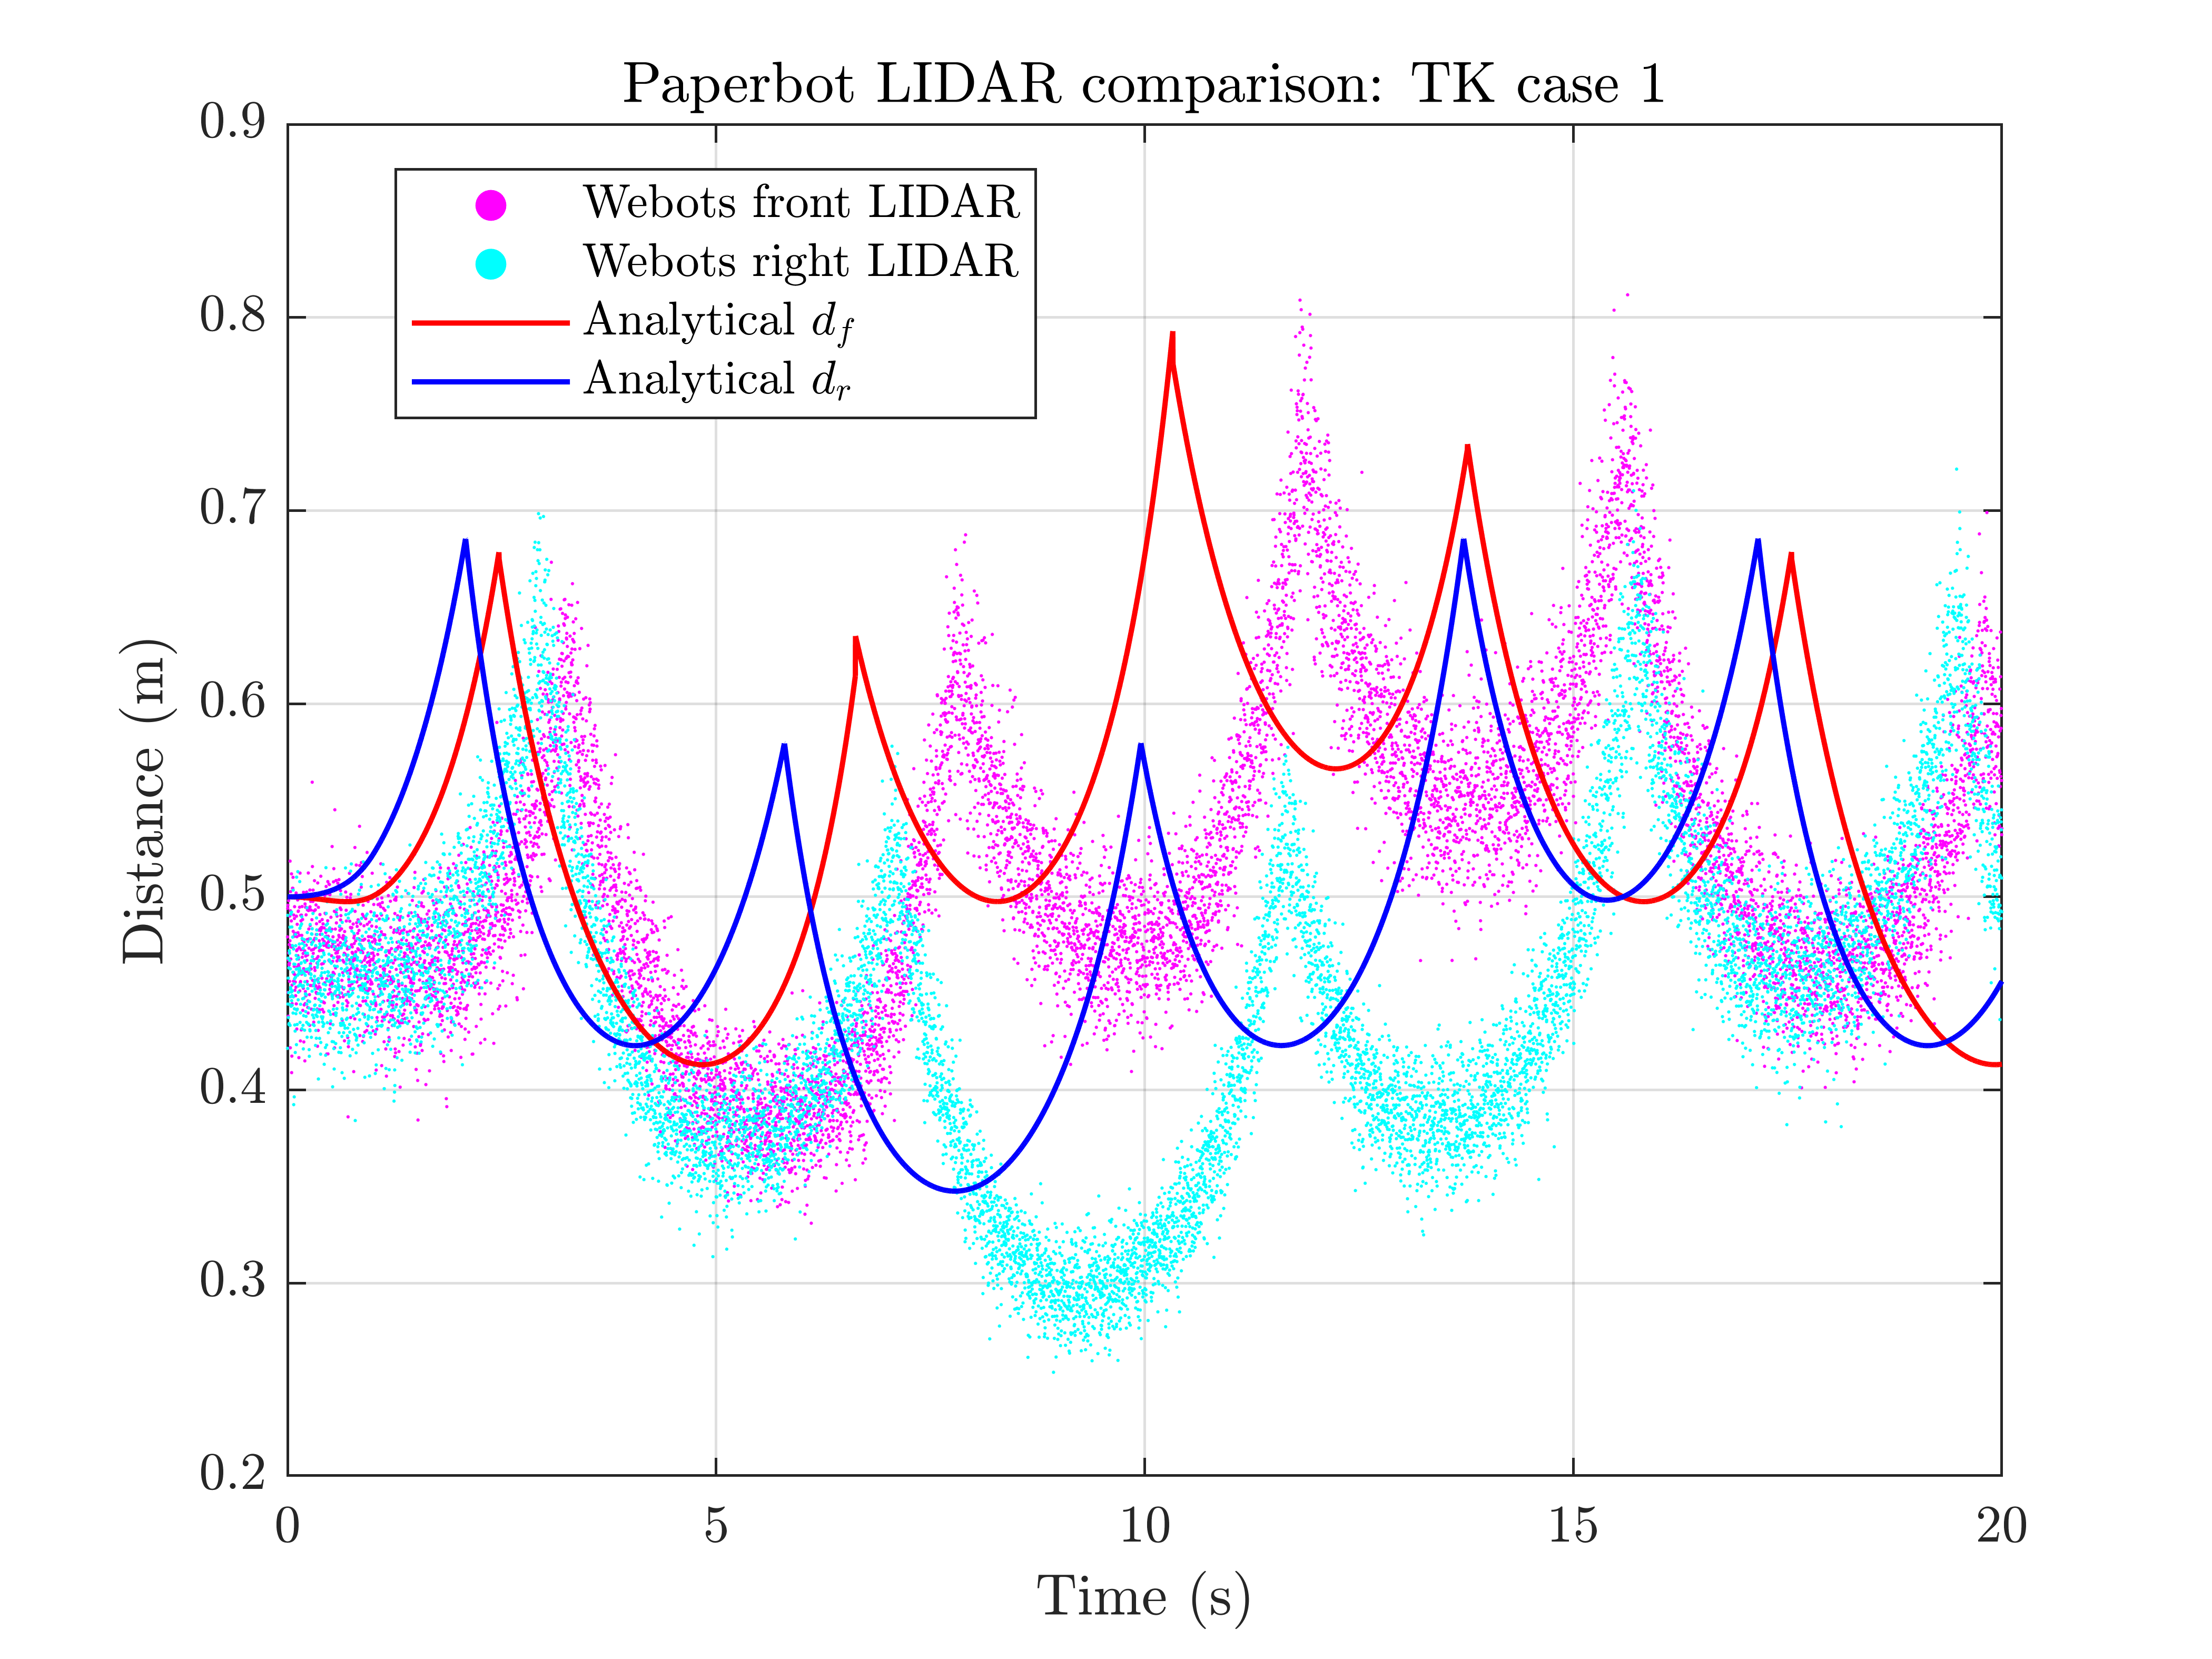 Paperbot LIDAR comparison: TK case 1
0.9
0.8
0.7
0.6
0.5
0.4
0.3
0.2
Distance (m)
Webots front LIDAR
Webots right LIDAR
Analytical d_f
Analytical d_r
0 5 10 15 20
Time (s)